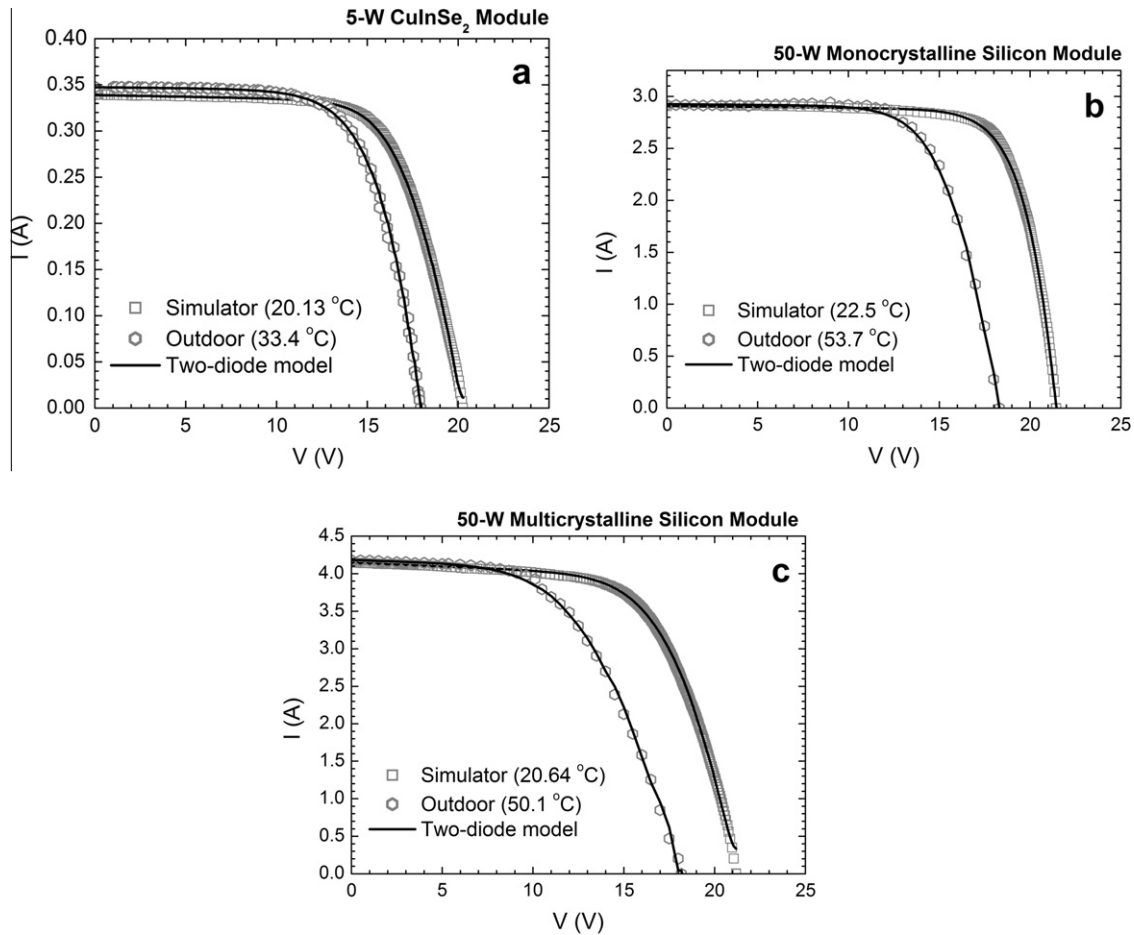 5-W CuInSe₂ Module
a
0.40
0.35
0.30
0.25
0.20
0.15
0.10
0.05
0.00
I (A)
Simulator (20.13 °C)
Outdoor (33.4 °C)
Two-diode model
0 5 10 15 20 25
V (V)
50-W Monocrystalline Silicon Module
b
3.0
2.5
2.0
1.5
1.0
0.5
0.0
I (A)
Simulator (22.5 °C)
Outdoor (53.7 °C)
Two-diode model
0 5 10 15 20 25
V (V)
50-W Multicrystalline Silicon Module
c
4.5
4.0
3.5
3.0
2.5
2.0
1.5
1.0
0.5
0.0
I (A)
Simulator (20.64 °C)
Outdoor (50.1 °C)
Two-diode model
0 5 10 15 20 25
V (V)